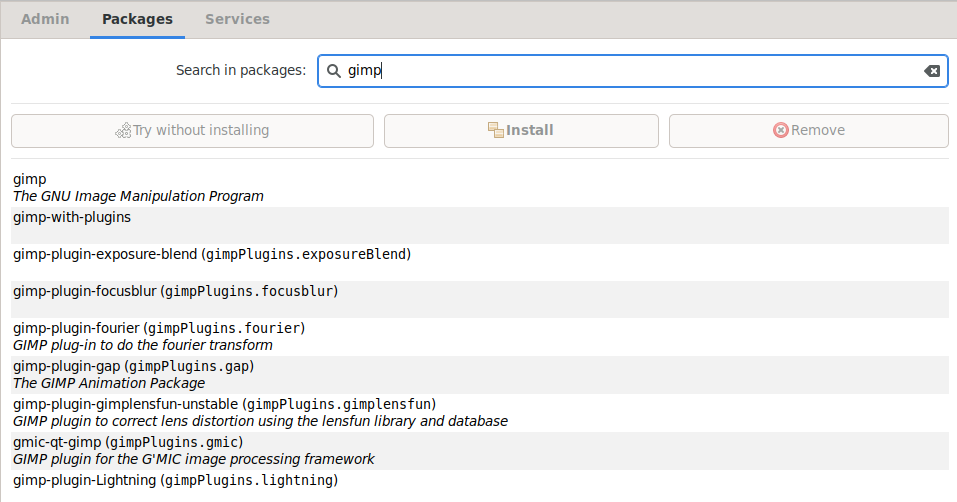 Admin Packages Services
Search in packages: gimp
Try without installing Install Remove
gimp
The GNU Image Manipulation Program
gimp-with-plugins
gimp-plugin-exposure-blend (gimpPlugins.exposureBlend)
gimp-plugin-focusblur (gimpPlugins.focusblur)
gimp-plugin-fourier (gimpPlugins.fourier)
GIMP plug-in to do the fourier transform
gimp-plugin-gap (gimpPlugins.gap)
The GIMP Animation Package
gimp-plugin-gimplensfun-unstable (gimpPlugins.gimplensfun)
GIMP plugin to correct lens distortion using the lensfun library and database
gmic-qt-gimp (gimpPlugins.gmic)
GIMP plugin for the G'MIC image processing framework
gimp-plugin-Lightning (gimpPlugins.lightning)